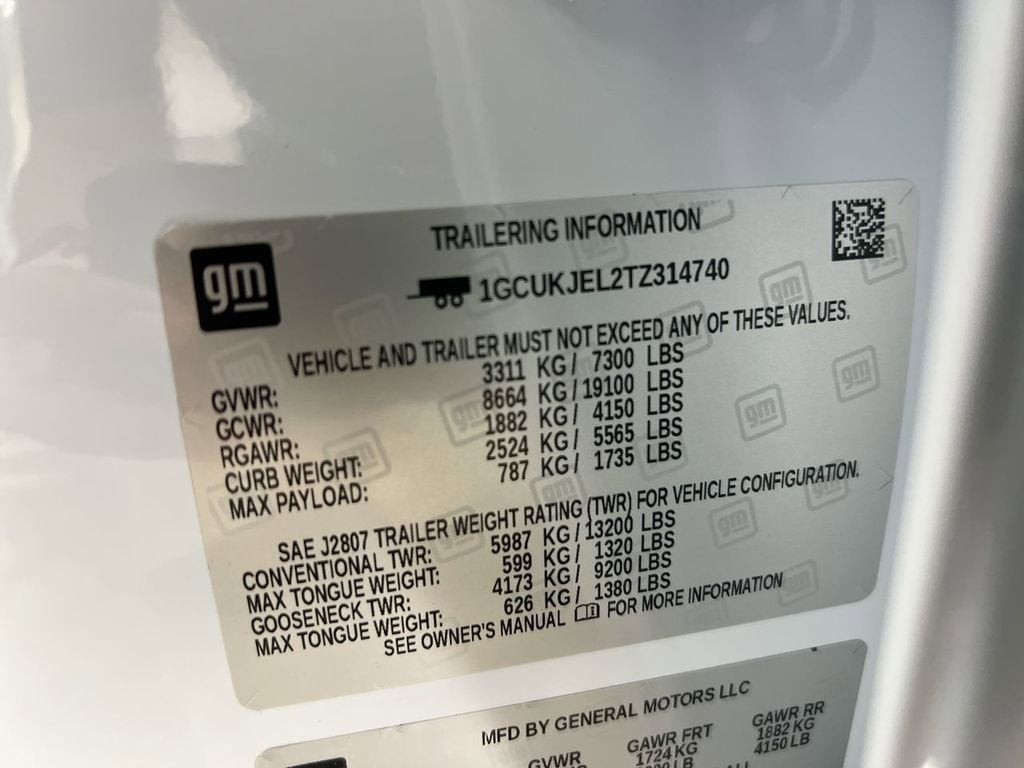 gm
TRAILERING INFORMATION
1GCUKJEL2TZ314740
VEHICLE AND TRAILER MUST NOT EXCEED ANY OF THESE VALUES.
GVWR: 3311 KG / 7300 LBS
GCWR: 8664 KG / 19100 LBS
RGAWR: 1882 KG / 4150 LBS
CURB WEIGHT: 2524 KG / 5565 LBS
MAX PAYLOAD: 787 KG / 1735 LBS
SAE J2807 TRAILER WEIGHT RATING (TWR) FOR VEHICLE CONFIGURATION.
CONVENTIONAL TWR: 5987 KG / 13200 LBS
MAX TONGUE WEIGHT: 599 KG / 1320 LBS
GOOSENECK TWR: 4173 KG / 9200 LBS
MAX TONGUE WEIGHT: 626 KG / 1380 LBS
SEE OWNER'S MANUAL FOR MORE INFORMATION
MFD BY GENERAL MOTORS LLC
GVWR GAWR FRT GAWR RR
1724 KG 1882 KG
4150 LB